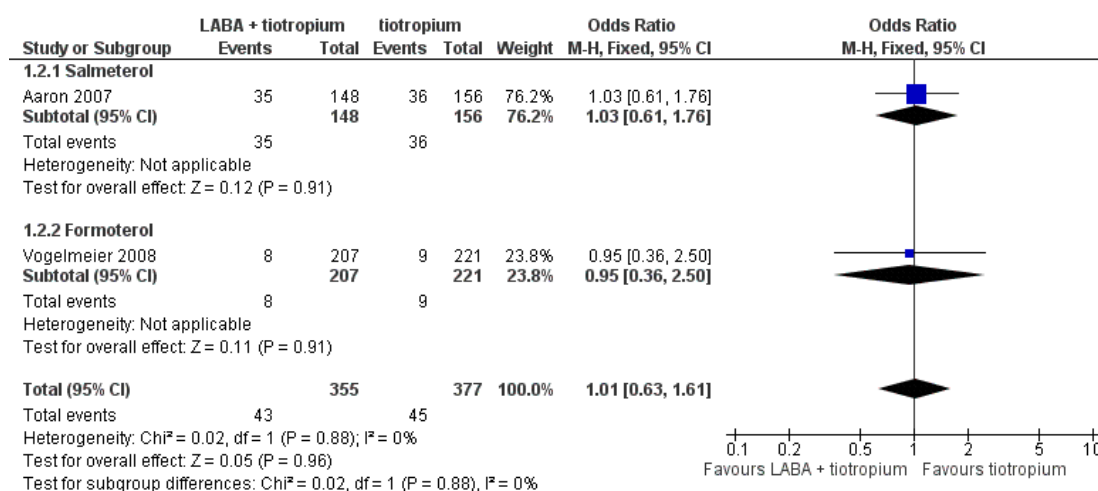 LABA + tiotropium tiotropium Odds Ratio Odds Ratio
Study or Subgroup Events Total Events Total Weight M-H, Fixed, 95% CI M-H, Fixed, 95% CI
1.2.1 Salmeterol
Aaron 2007 35 148 36 156 76.2% 1.03 [0.61, 1.76]
Subtotal (95% CI) 148 156 76.2% 1.03 [0.61, 1.76]
Total events 35 36
Heterogeneity: Not applicable
Test for overall effect: Z = 0.12 (P = 0.91)
1.2.2 Formoterol
Vogelmeier 2008 8 207 9 221 23.8% 0.95 [0.36, 2.50]
Subtotal (95% CI) 207 221 23.8% 0.95 [0.36, 2.50]
Total events 8 9
Heterogeneity: Not applicable
Test for overall effect: Z = 0.11 (P = 0.91)
Total (95% CI) 355 377 100.0% 1.01 [0.63, 1.61]
Total events 43 45
Heterogeneity: Chi² = 0.02, df = 1 (P = 0.88); I² = 0%
Test for overall effect: Z = 0.05 (P = 0.96)
Test for subgroup differences: Chi² = 0.02, df = 1 (P = 0.88), I² = 0%
0.1 0.2 0.5 1 2 5 10
Favours LABA + tiotropium Favours tiotropium